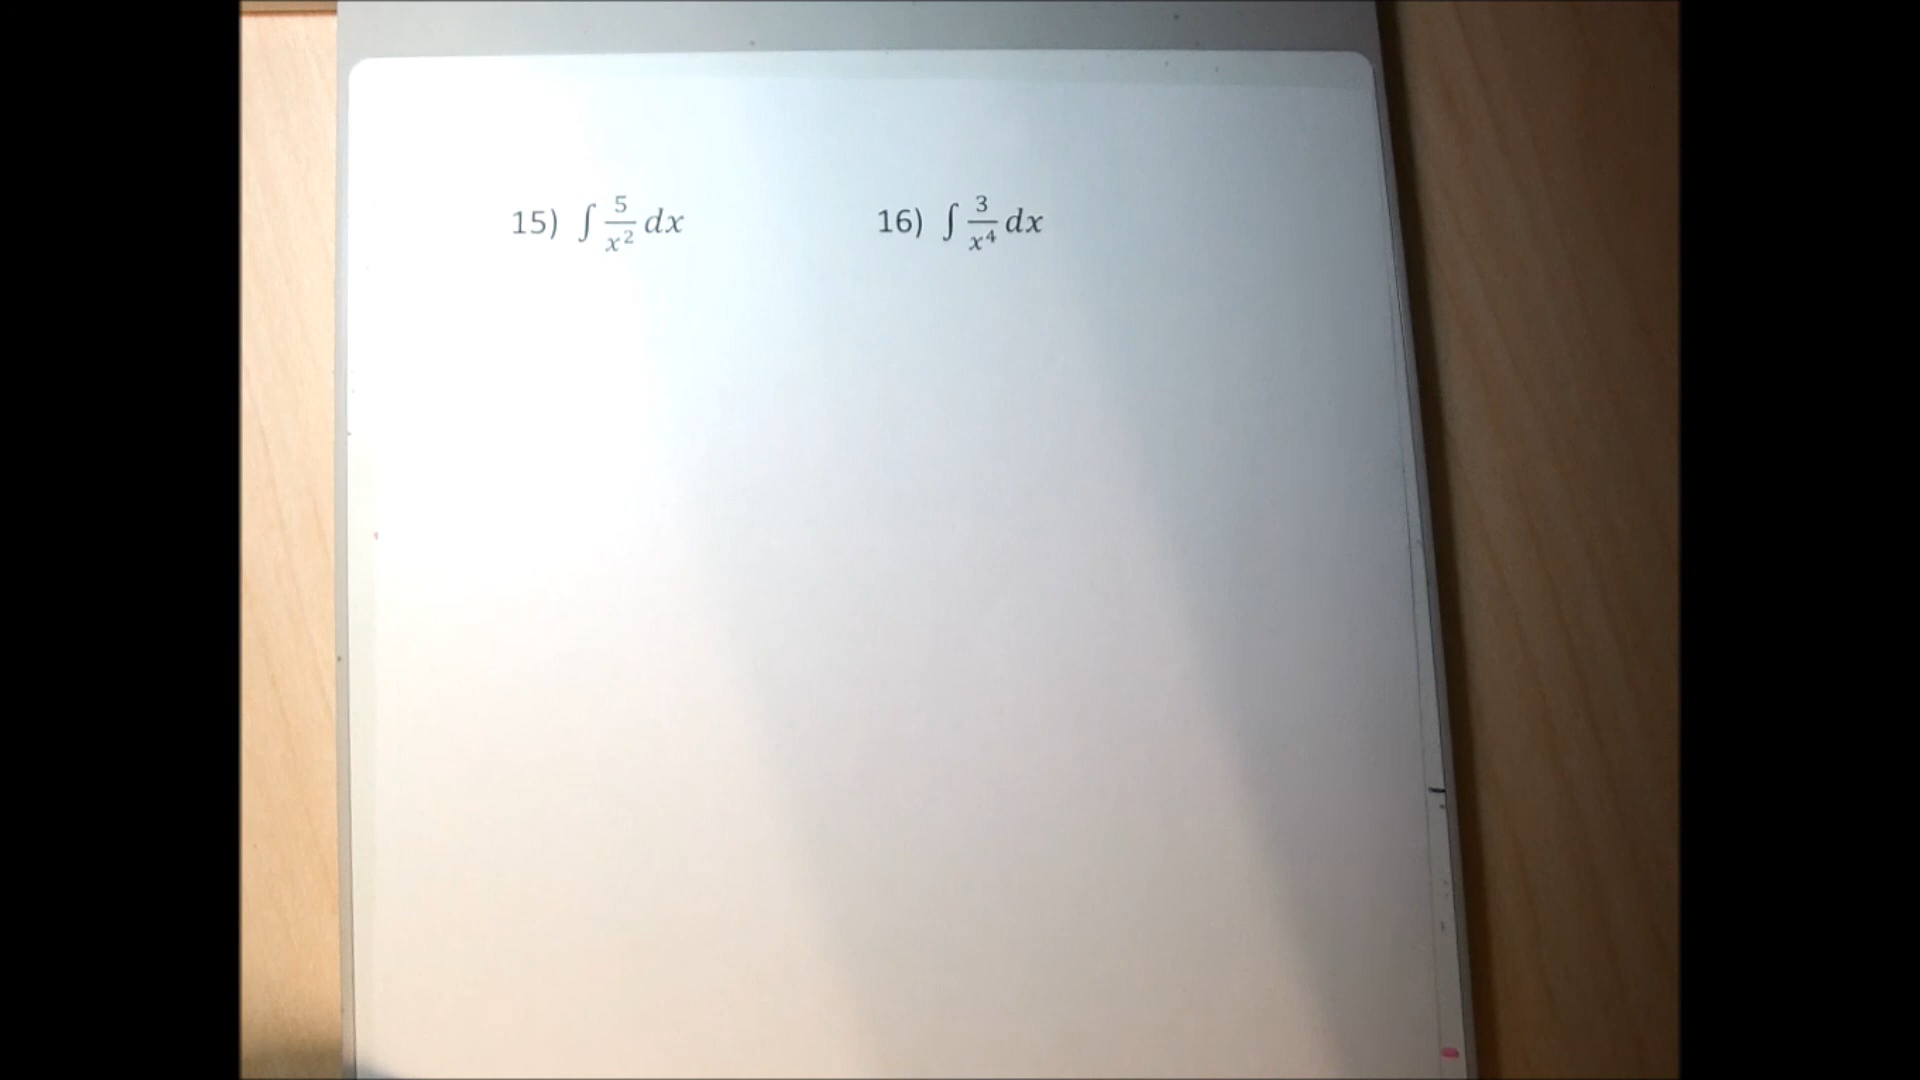 15) ∫ 5/x² dx 16) ∫ 3/x⁴ dx